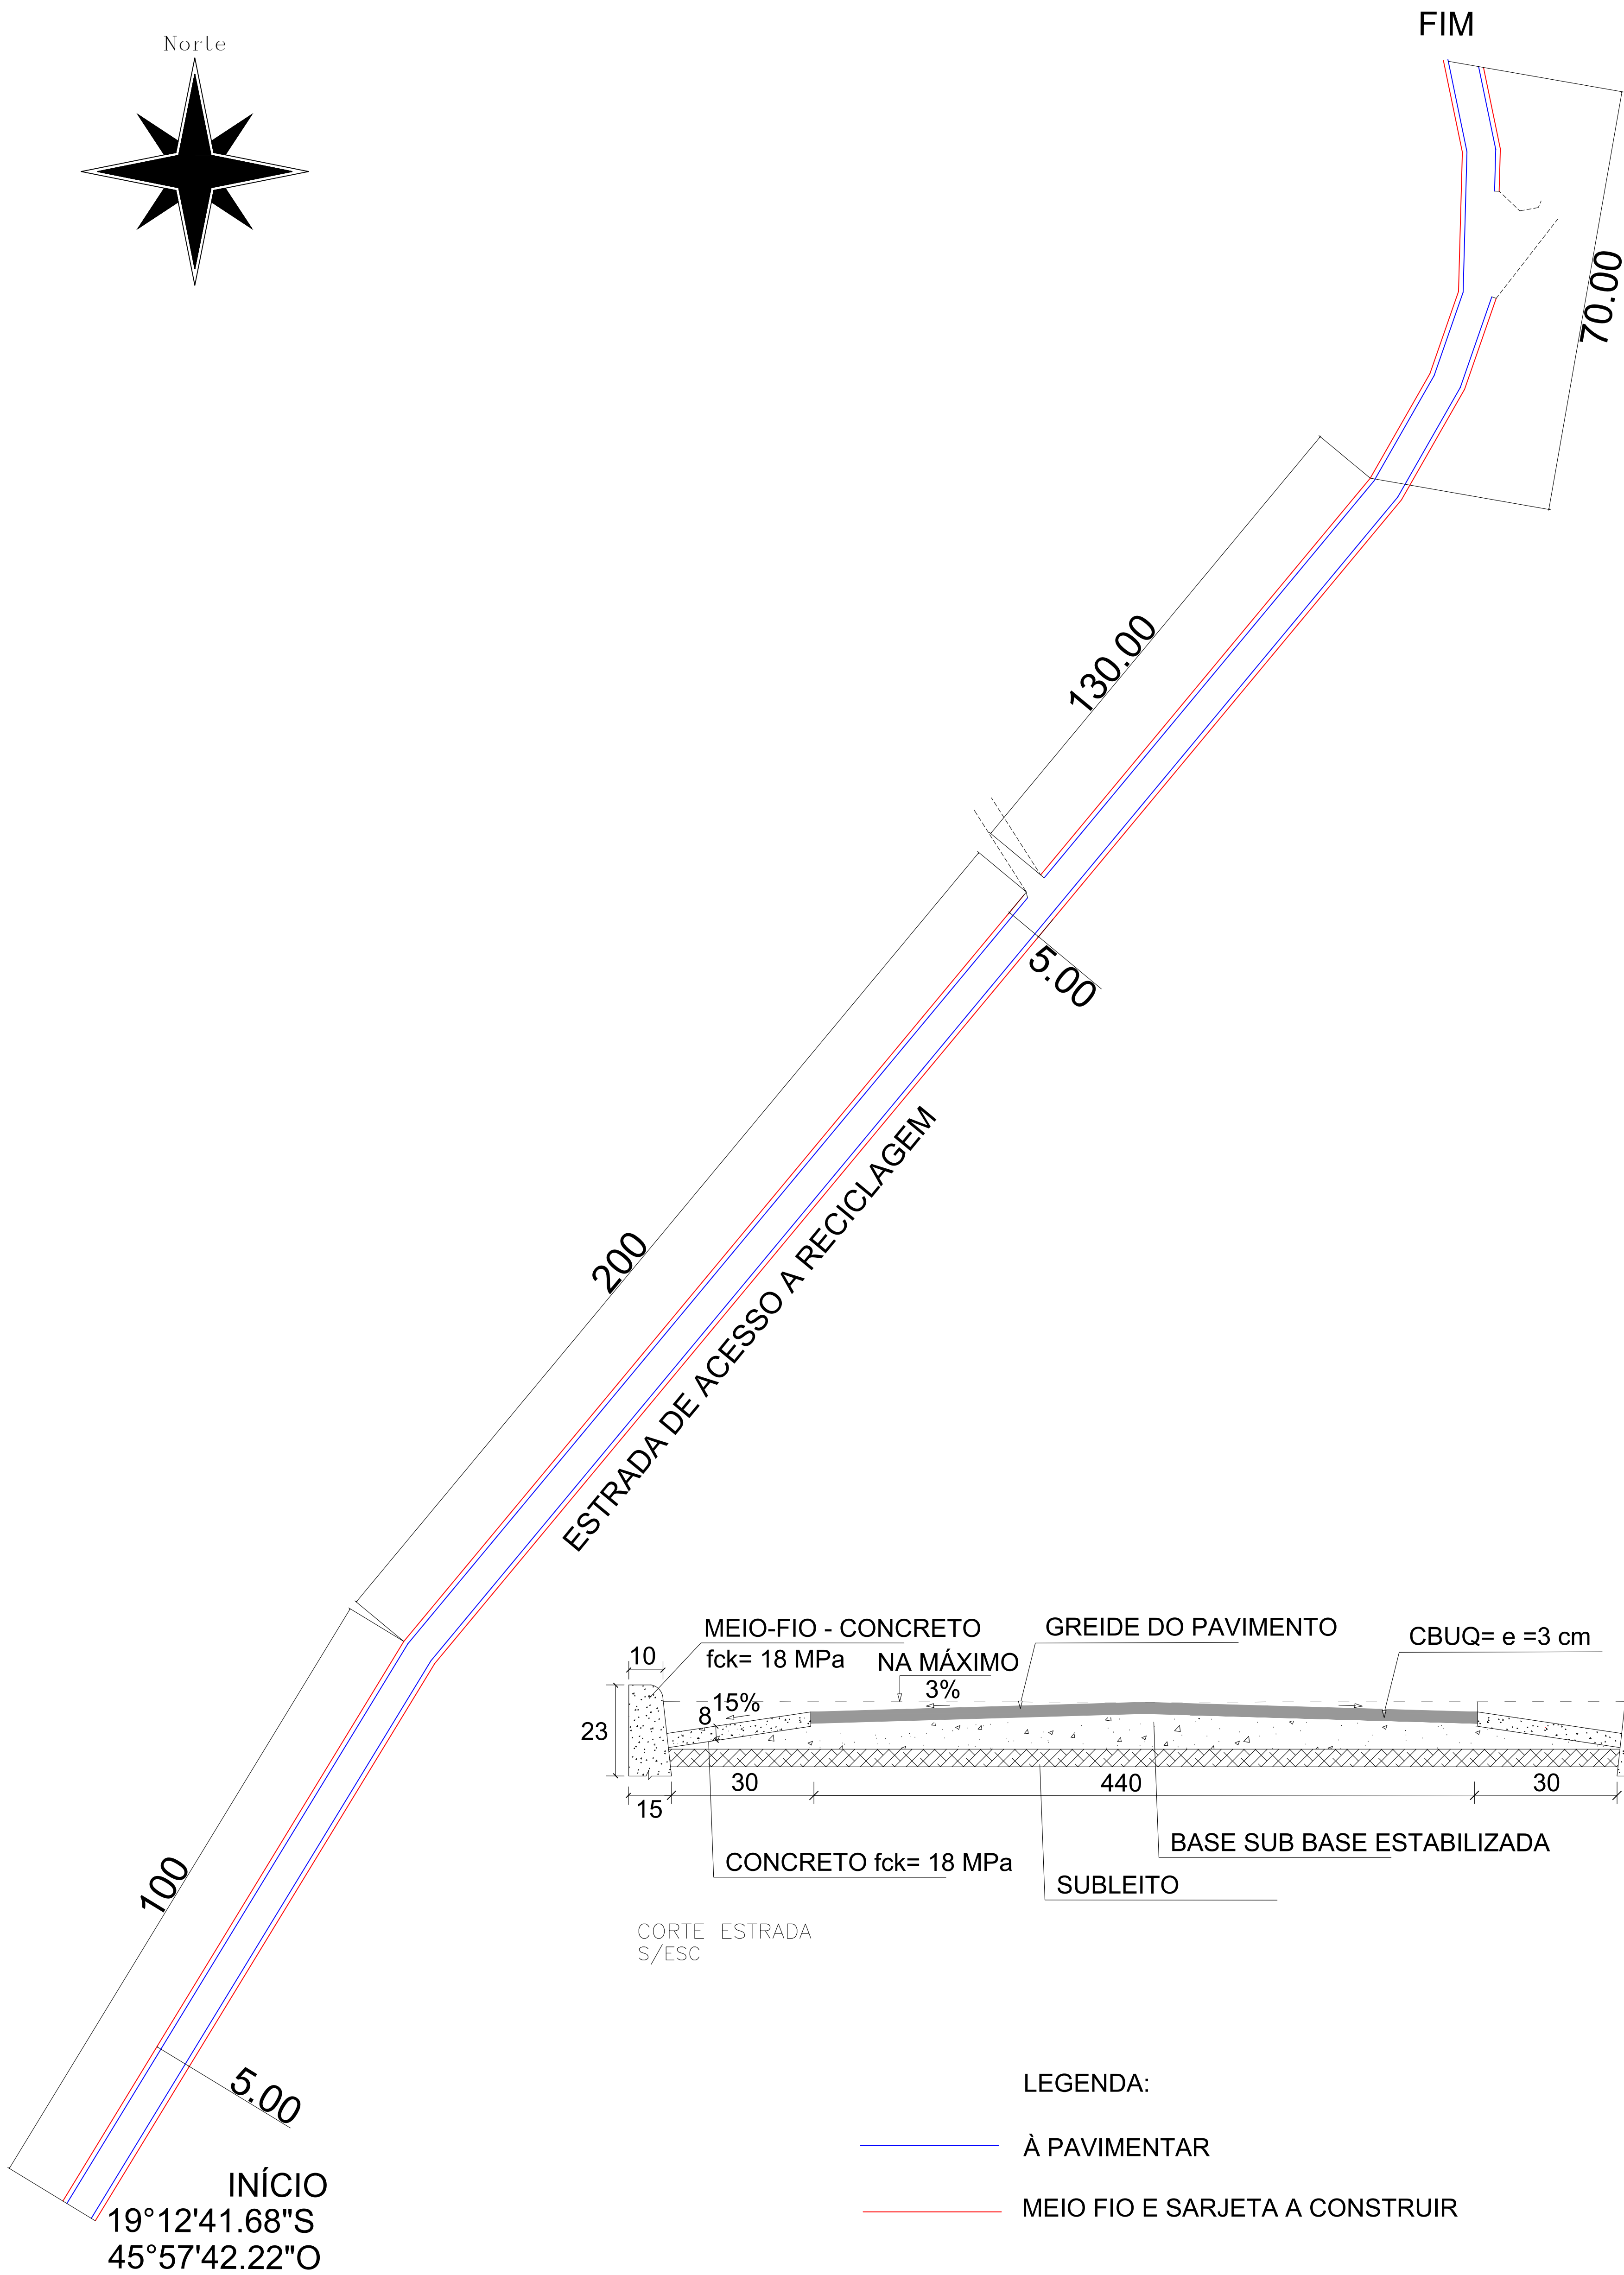 FIM
Norte
70.00
130.00
5.00
200
ESTRADA DE ACESSO A RECICLAGEM
MEIO-FIO - CONCRETO
fck= 18 MPa
GREIDE DO PAVIMENTO
CBUQ= e =3 cm
NA MÁXIMO
10
3%
15%
8
23
30
440
30
15
BASE SUB BASE ESTABILIZADA
CONCRETO fck= 18 MPa
SUBLEITO
CORTE ESTRADA
S/ESC
100
5.00
LEGENDA:
À PAVIMENTAR
MEIO FIO E SARJETA A CONSTRUIR
INÍCIO
19°12'41.68"S
45°57'42.22"O